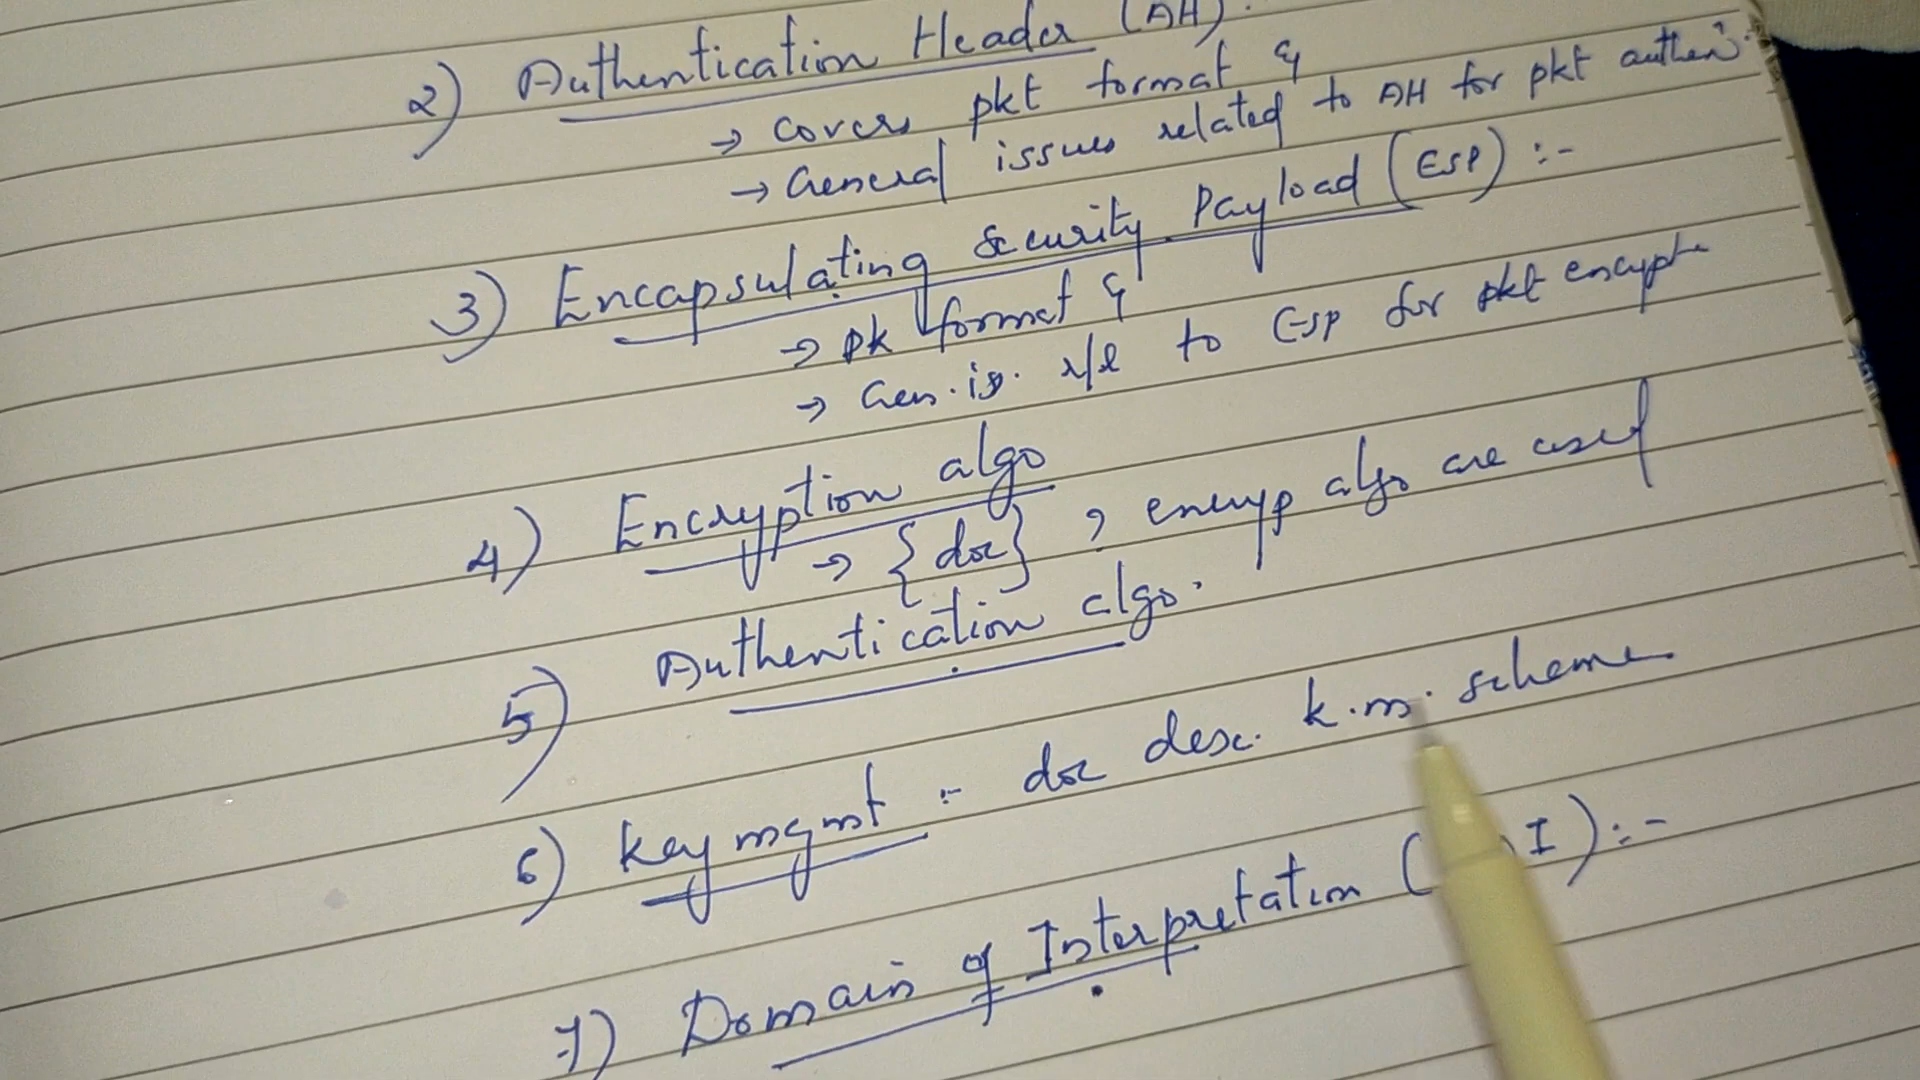 2) Authentication Header (AH).
→ covers pkt format &
→ General issues related to AH for pkt authen
3) Encapsulating Security Payload (ESP) :-
→ pk format &
→ Gen. is. r/l to ESP for pkt encypt
4) Encryption algo
→ {doc} , encryp algo are used
5) Authentication algo.
6) key mgmt :- doc desc. k.m. scheme
7) Domain of Interpretation ( I) :-